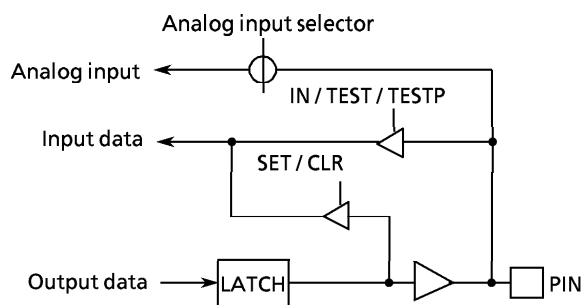 Analog input selector
Analog input
IN / TEST / TESTP
Input data
SET / CLR
Output data
LATCH
PIN